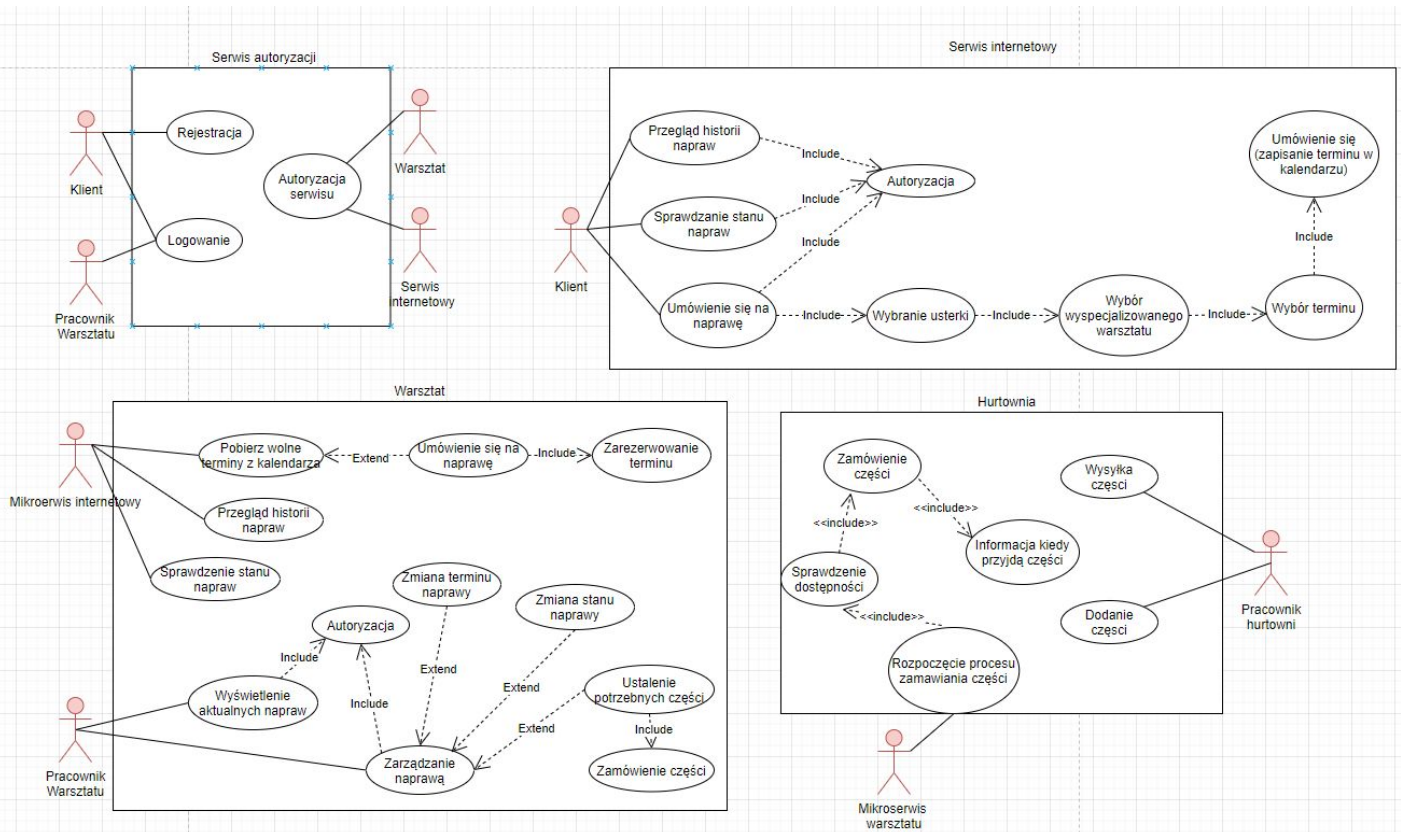 Serwis autoryzacji
Rejestracja
Klient
Autoryzacja
serwisu
Warsztat
Logowanie
Pracownik
Warsztatu
Serwis
internetowy
Serwis internetowy
Przegląd historii
napraw
Include
Autoryzacja
Umówienie się
(zapisanie terminu w
kalendarzu)
Sprawdzanie stanu
napraw
Include
Include
Include
Klient
Umówienie się na
naprawę
Include
Wybranie usterki
Include
Wybór
wyspecjalizowanego
warsztatu
Include
Wybór terminu
Warsztat
Mikroerwis internetowy
Pobierz wolne
terminy z kalendarza
Extend
Umówienie się na
naprawę
Include
Zarezerwowanie
terminu
Przegląd historii
napraw
Sprawdzenie stanu
napraw
Zmiana terminu
naprawy
Zmiana stanu
naprawy
Autoryzacja
Include
Extend
Wyświetlenie
aktualnych napraw
Include
Extend
Ustalenie
potrzebnych części
Extend
Include
Pracownik
Warsztatu
Zarządzanie
naprawą
Zamówienie części
Hurtownia
Zamówienie
części
Wysyłka
częsci
<<include>>
<<include>>
Informacja kiedy
przyjdą części
Sprawdzenie
dostępności
<<include>>
Dodanie
częsci
Pracownik
hurtowni
Rozpoczęcie procesu
zamawiania części
Mikroserwis
warsztatu